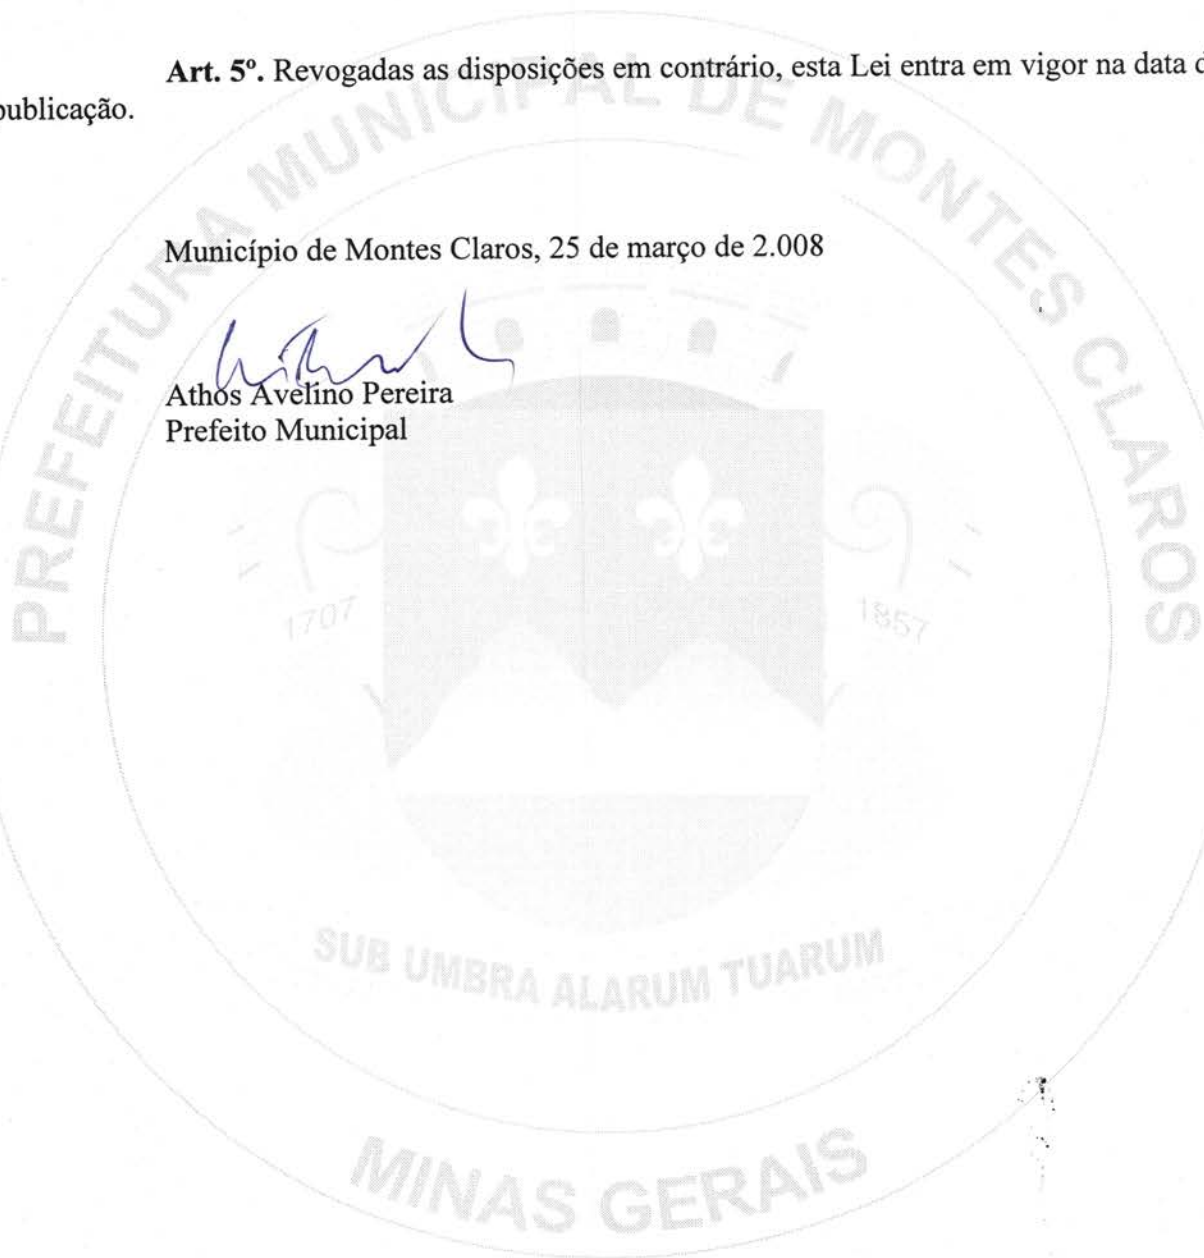 Art. 5º. Revogadas as disposições em contrário, esta Lei entra em vigor na data
publicação.
Município de Montes Claros, 25 de março de 2.008
Athos Avelino Pereira
Prefeito Municipal
PREFEITURA MUNICIPAL DE MONTES CLAROS
1707
1857
SUB UMBRA ALARUM TUARUM
MINAS GERAIS